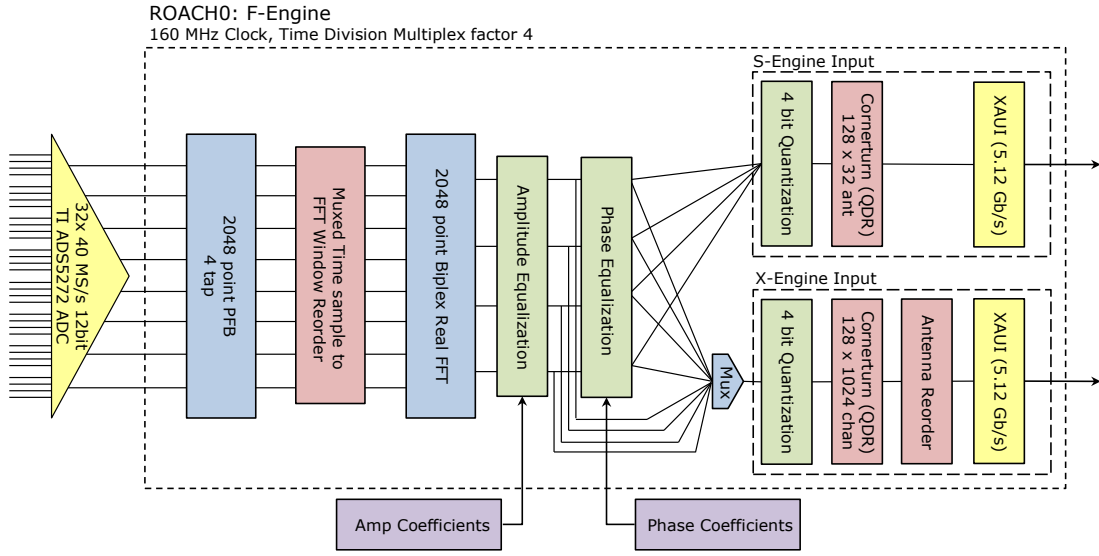 ROACH0: F-Engine
160 MHz Clock, Time Division Multiplex factor 4
32x 40 MS/s 12bit
TI ADS5272 ADC
2048 point PFB
4 tap
Muxed Time sample to
FFT Window Reorder
2048 point Biplex Real FFT
Amplitude Equalization
Phase Equalization
Mux
S-Engine Input
4 bit Quantization
Cornerturn (QDR)
128 x 32 ant
XAUI (5.12 Gb/s)
X-Engine Input
4 bit Quantization
Cornerturn (QDR)
128 x 1024 chan
Antenna Reorder
XAUI (5.12 Gb/s)
Amp Coefficients
Phase Coefficients